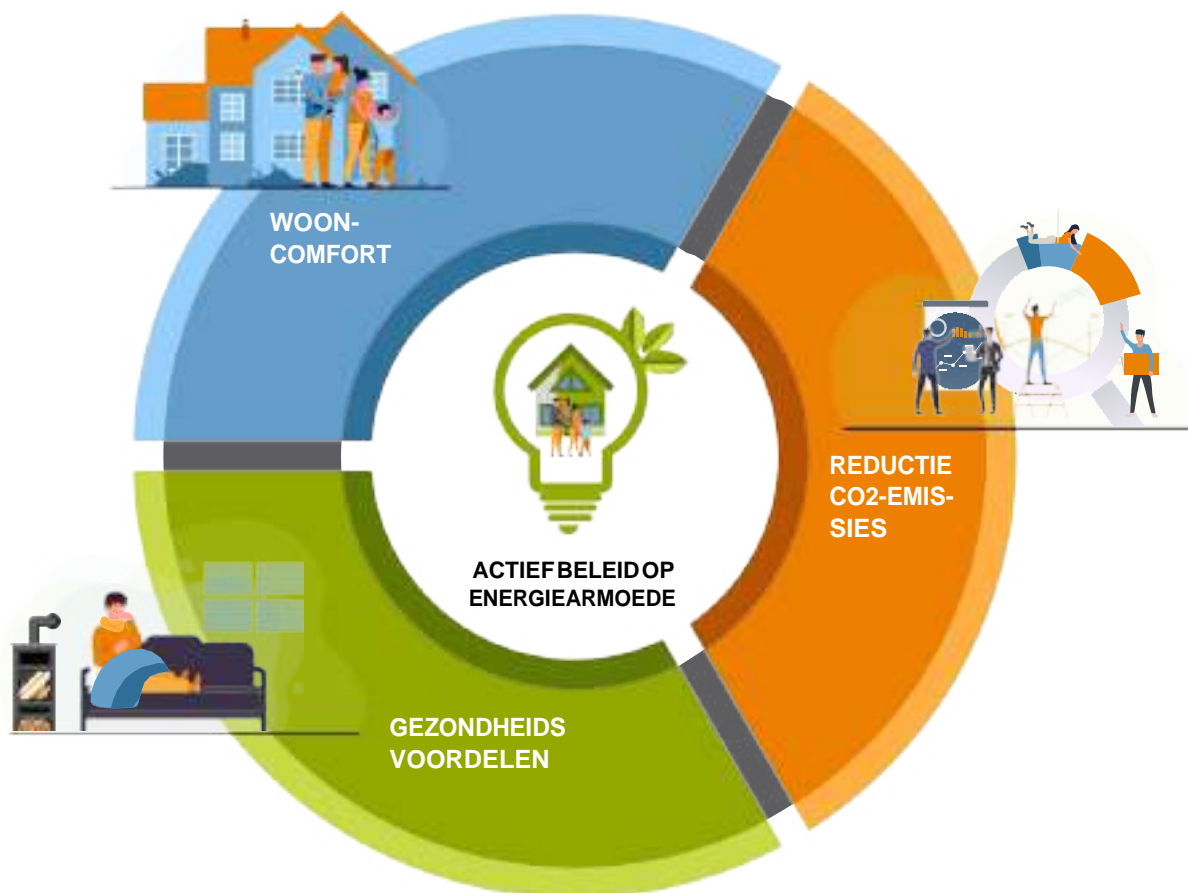 WOON-
COMFORT
REDUCTIE
CO2-EMIS-
SIES
ACTIEF BELEID OP
ENERGIEARMOEDE
GEZONDHEIDS
VOORDELEN